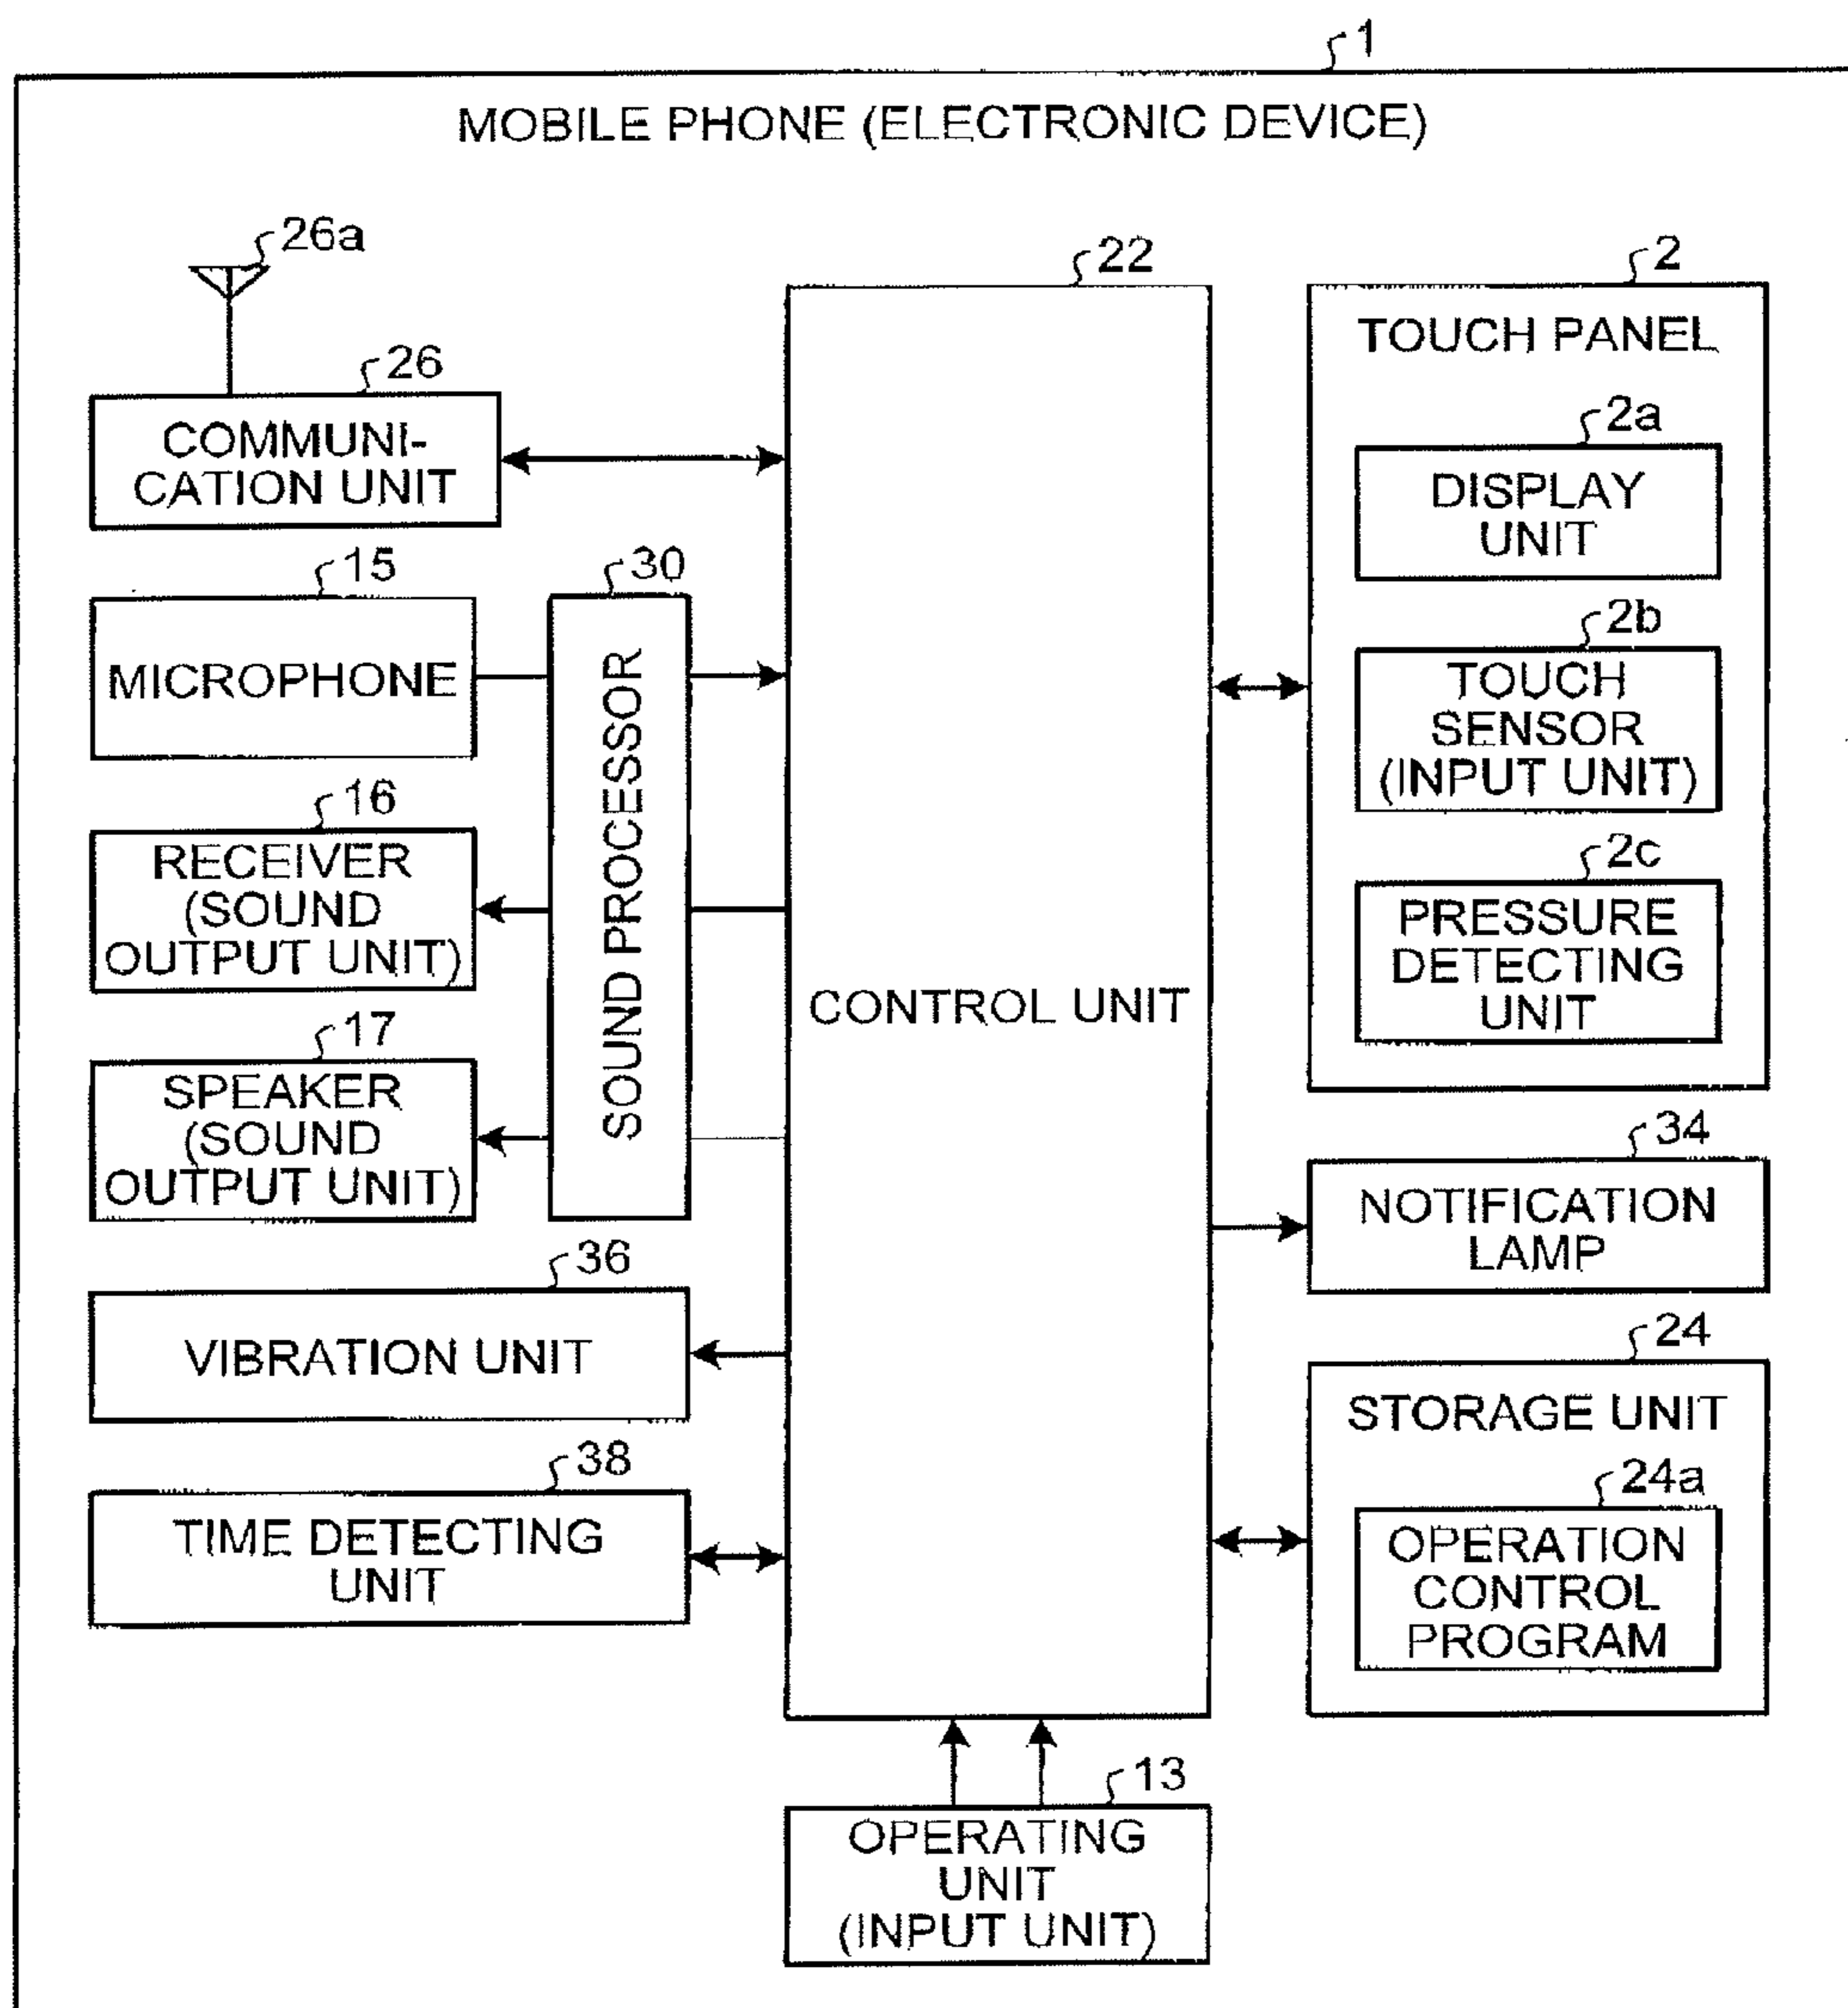 1
MOBILE PHONE (ELECTRONIC DEVICE)
26a
26
COMMUNI-
CATION UNIT
15
MICROPHONE
30
SOUND PROCESSOR
16
RECEIVER
(SOUND
OUTPUT UNIT)
17
SPEAKER
(SOUND
OUTPUT UNIT)
36
VIBRATION UNIT
38
TIME DETECTING
UNIT
22
CONTROL UNIT
13
OPERATING
UNIT
(INPUT UNIT)
2
TOUCH PANEL
2a
DISPLAY
UNIT
2b
TOUCH
SENSOR
(INPUT UNIT)
2c
PRESSURE
DETECTING
UNIT
34
NOTIFICATION
LAMP
24
STORAGE UNIT
24a
OPERATION
CONTROL
PROGRAM